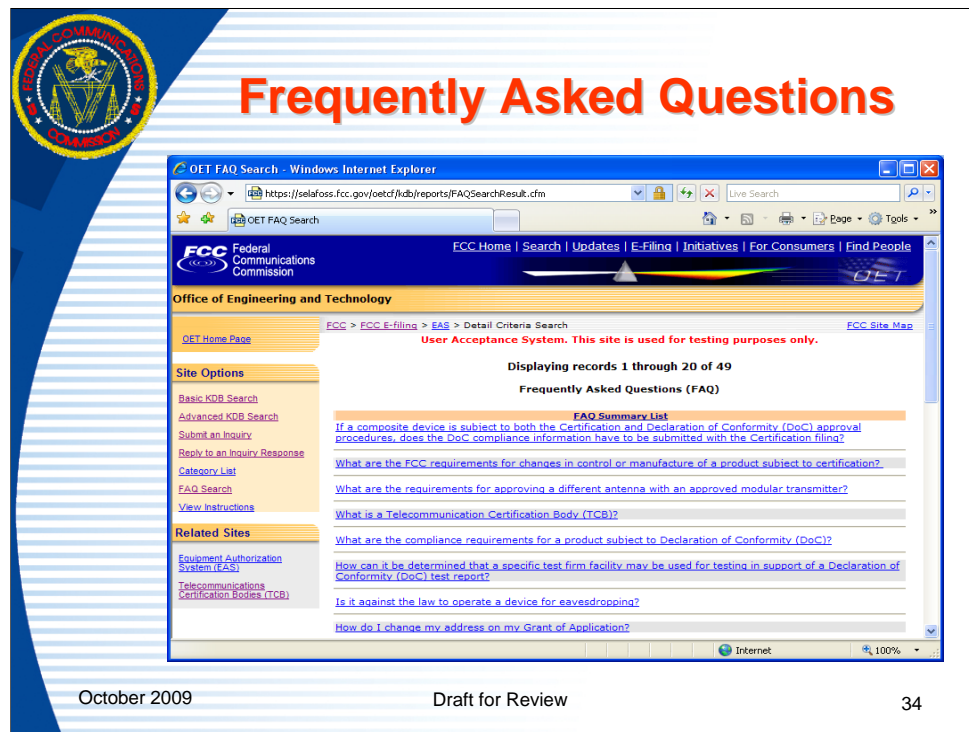 FEDERAL COMMUNICATIONS
COMMISSION
Frequently Asked Questions
OET FAQ Search - Windows Internet Explorer
https://selafoss.fcc.gov/oetcf/kdb/reports/FAQSearchResult.cfm
Live Search
OET FAQ Search
Page
Tools
FCC Federal Communications Commission
FCC Home | Search | Updates | E-Filing | Initiatives | For Consumers | Find People
OET
Office of Engineering and Technology
FCC > FCC E-filing > EAS > Detail Criteria Search
FCC Site Map
OET Home Page
User Acceptance System. This site is used for testing purposes only.
Site Options
Basic KDB Search
Advanced KDB Search
Submit an Inquiry
Reply to an Inquiry Response
Category List
FAQ Search
View Instructions
Related Sites
Equipment Authorization
System (EAS)
Telecommunications
Certification Bodies (TCB)
Displaying records 1 through 20 of 49
Frequently Asked Questions (FAQ)
FAQ Summary List
If a composite device is subject to both the Certification and Declaration of Conformity (DoC) approval
procedures, does the DoC compliance information have to be submitted with the Certification filing?
What are the FCC requirements for changes in control or manufacture of a product subject to certification?
What are the requirements for approving a different antenna with an approved modular transmitter?
What is a Telecommunication Certification Body (TCB)?
What are the compliance requirements for a product subject to Declaration of Conformity (DoC)?
How can it be determined that a specific test firm facility may be used for testing in support of a Declaration of
Conformity (DoC) test report?
Is it against the law to operate a device for eavesdropping?
How do I change my address on my Grant of Application?
Internet
100%
October 2009
Draft for Review
34